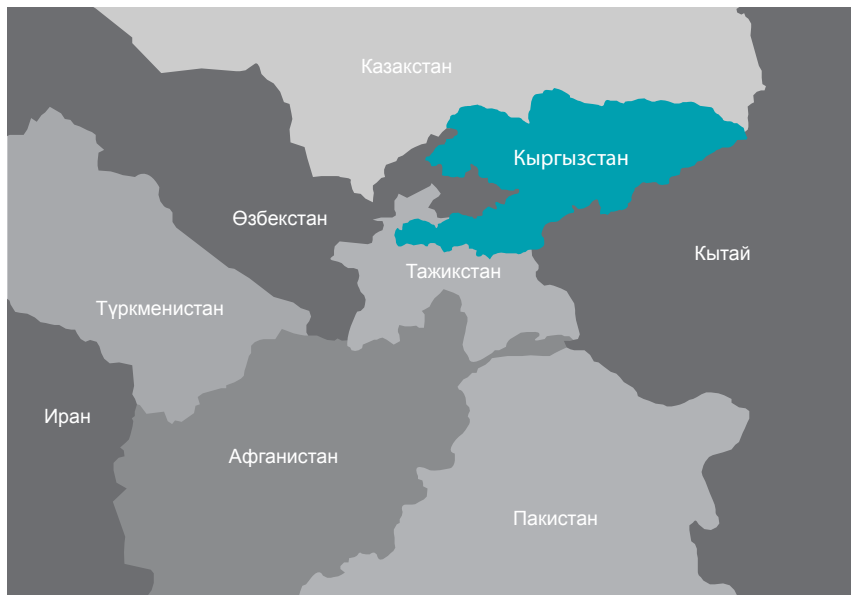 Казакстан
Кыргызстан
Өзбекстан
Кытай
Тажикстан
Түркменистан
Иран
Афганистан
Пакистан